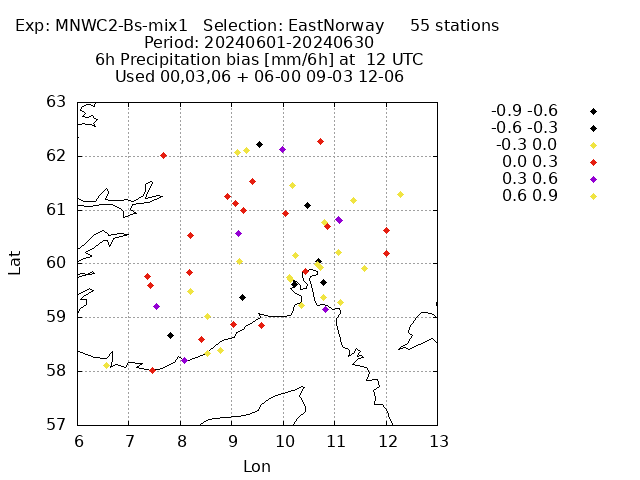 Exp: MNWC2-Bs-mix1   Selection: EastNorway     55 stations
Period: 20240601-20240630
6h Precipitation bias [mm/6h] at  12 UTC
Used 00,03,06 + 06-00 09-03 12-06
-0.9 -0.6
-0.6 -0.3
-0.3 0.0
0.0 0.3
0.3 0.6
0.6 0.9
63
62
61
60
59
58
57
Lat
6 7 8 9 10 11 12 13
Lon